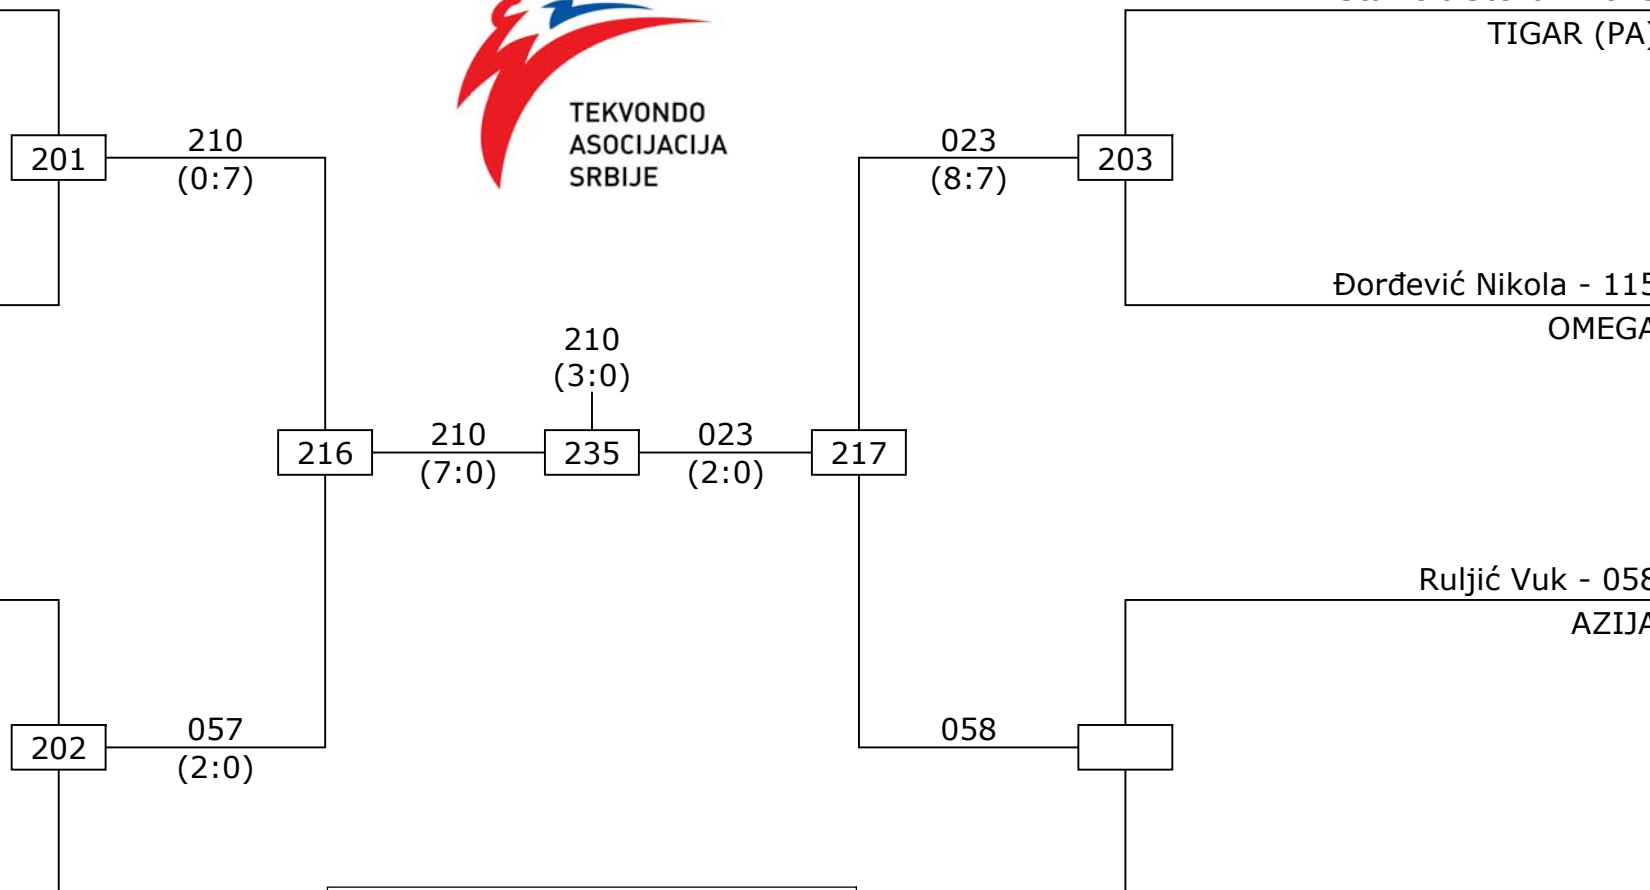 TIGAR (PA)
TEKVONDO
ASOCIJACIJA
SRBIJE
201
210
(0:7)
023
(8:7)
203
Đorđević Nikola - 115
OMEGA
210
(3:0)
216
210
(7:0)
235
023
(2:0)
217
Ruljić Vuk - 058
AZIJA
202
057
(2:0)
058